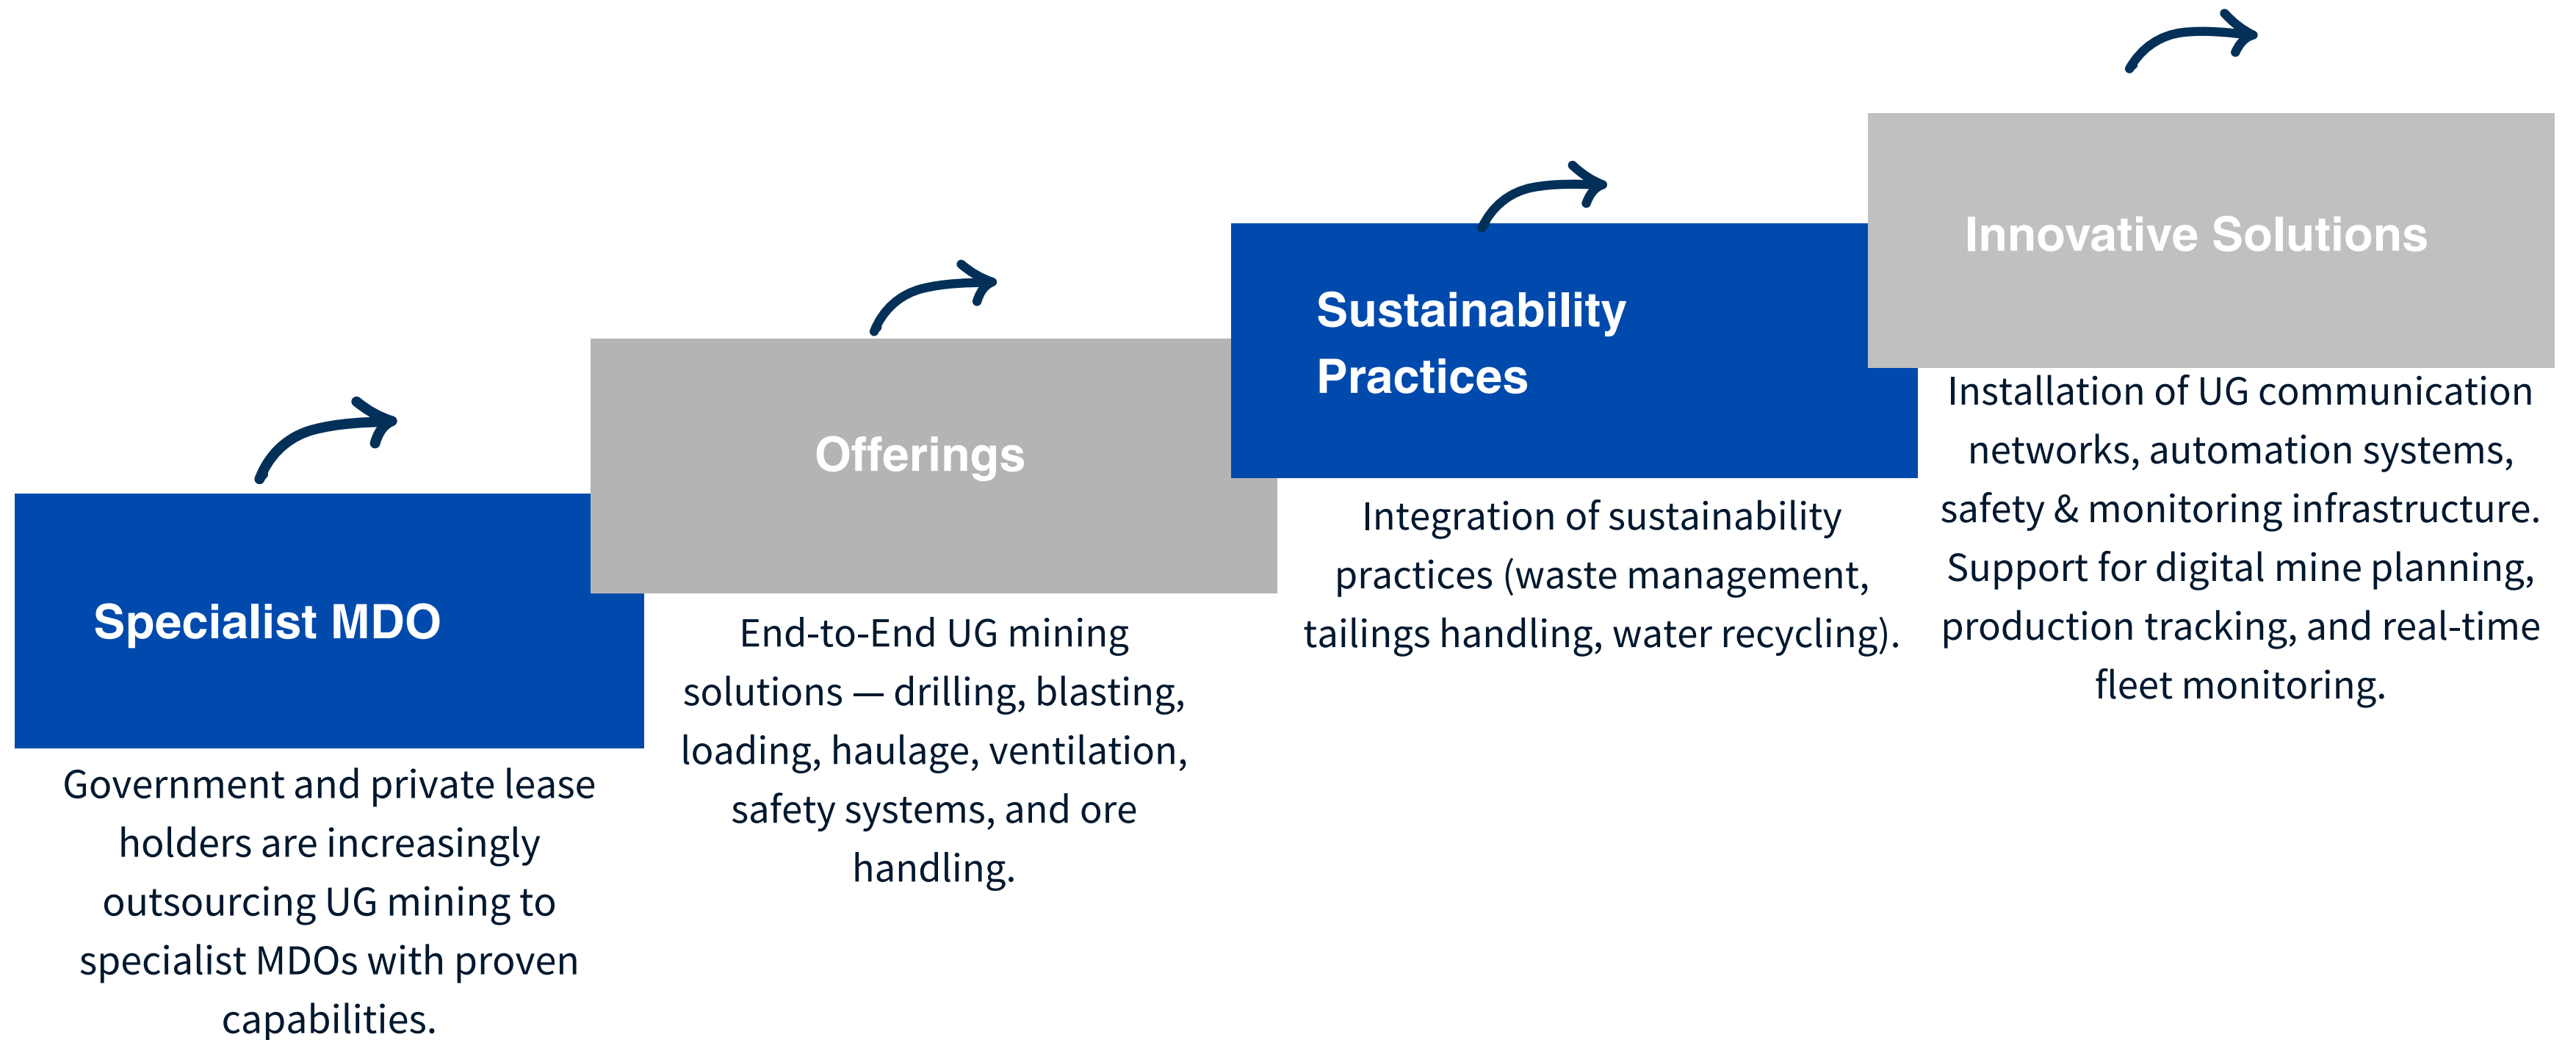 Specialist MDO
Government and private lease
holders are increasingly
outsourcing UG mining to
specialist MDOs with proven
capabilities.
Offerings
End-to-End UG mining
solutions — drilling, blasting,
loading, haulage, ventilation,
safety systems, and ore
handling.
Sustainability
Practices
Integration of sustainability
practices (waste management,
tailings handling, water recycling).
Innovative Solutions
Installation of UG communication
networks, automation systems,
safety & monitoring infrastructure.
Support for digital mine planning,
production tracking, and real-time
fleet monitoring.